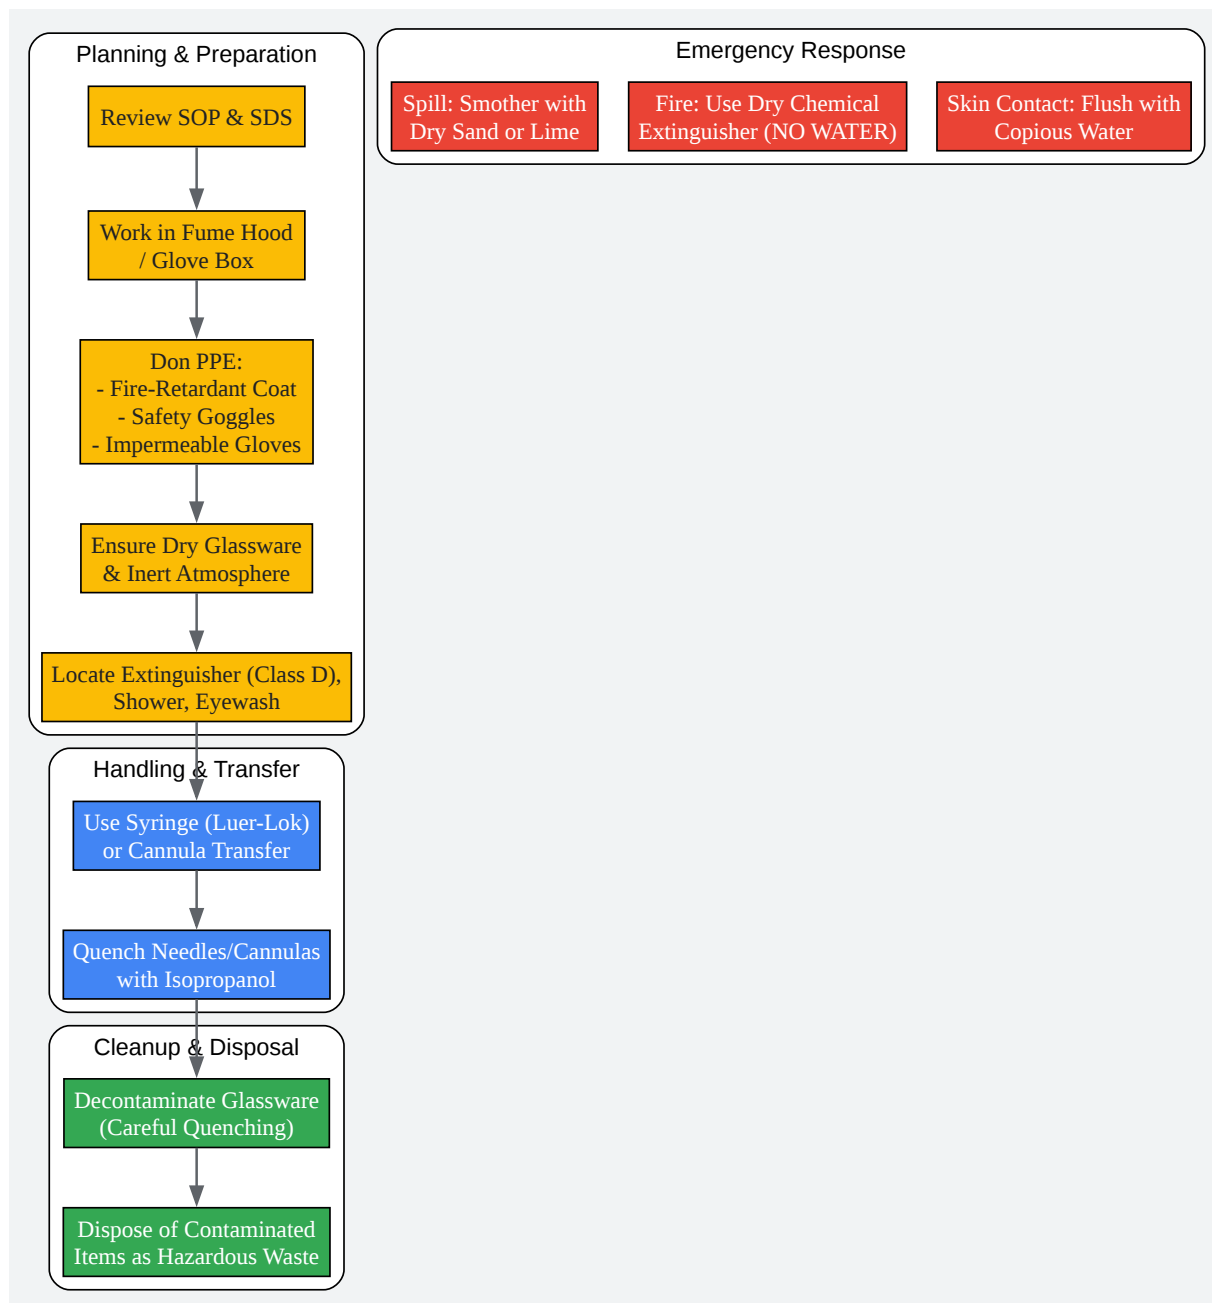 Planning & Preparation
Review SOP & SDS
Work in Fume Hood
/ Glove Box
Don PPE:
- Fire-Retardant Coat
- Safety Goggles
- Impermeable Gloves
Ensure Dry Glassware
& Inert Atmosphere
Locate Extinguisher (Class D),
Shower, Eyewash
Handling & Transfer
Use Syringe (Luer-Lok)
or Cannula Transfer
Quench Needles/Cannulas
with Isopropanol
Cleanup & Disposal
Decontaminate Glassware
(Careful Quenching)
Dispose of Contaminated
Items as Hazardous Waste
Emergency Response
Spill: Smother with
Dry Sand or Lime
Fire: Use Dry Chemical
Extinguisher (NO WATER)
Skin Contact: Flush with
Copious Water